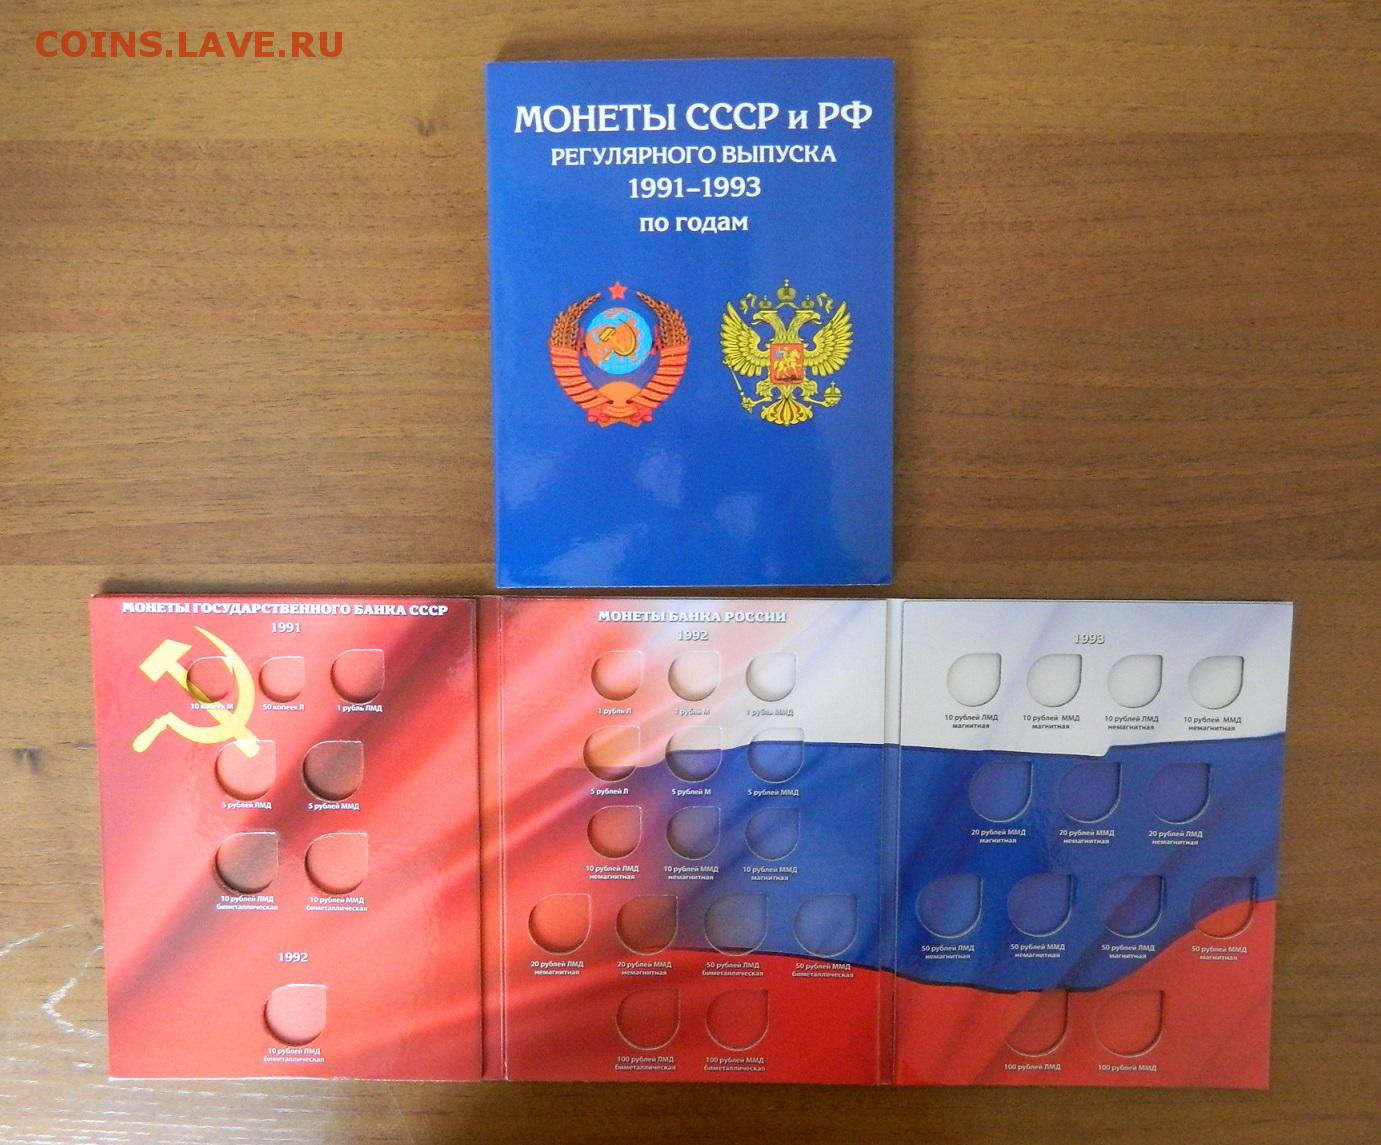 COINS.LAVE.RU
МОНЕТЫ СССР и РФ
РЕГУЛЯРНОГО ВЫПУСКА
1991–1993
по годам
МОНЕТЫ ГОСУДАРСТВЕННОГО БАНКА СССР
1991
10 копеек М
50 копеек Л
1 рубль ЛМД
5 рублей ЛМД
5 рублей ММД
10 рублей ЛМД
биметаллическая
10 рублей ММД
биметаллическая
1992
10 рублей ЛМД
биметаллическая
МОНЕТЫ БАНКА РОССИИ
1992
1 рубль Л
1 рубль М
1 рубль ММД
5 рублей Л
5 рублей М
5 рублей ММД
10 рублей ЛМД
немагнитная
10 рублей ММД
немагнитная
10 рублей ММД
магнитная
20 рублей ЛМД
немагнитная
20 рублей ММД
немагнитная
50 рублей ЛМД
биметаллическая
50 рублей ММД
биметаллическая
100 рублей ЛМД
биметаллическая
100 рублей ММД
биметаллическая
1993
10 рублей ЛМД
магнитная
10 рублей ММД
магнитная
10 рублей ЛМД
немагнитная
10 рублей ММД
немагнитная
20 рублей ММД
магнитная
20 рублей ММД
немагнитная
20 рублей ЛМД
немагнитная
50 рублей ЛМД
немагнитная
50 рублей ММД
немагнитная
50 рублей ЛМД
магнитная
50 рублей ММД
магнитная
100 рублей ЛМД
100 рублей ММД